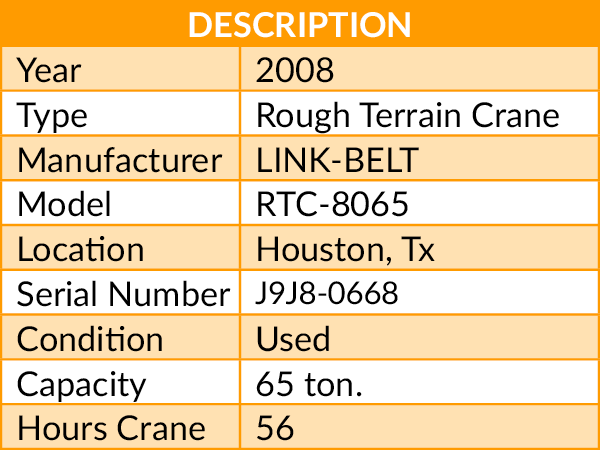 DESCRIPTION
Year 2008
Type Rough Terrain Crane
Manufacturer LINK-BELT
Model RTC-8065
Location Houston, Tx
Serial Number J9J8-0668
Condition Used
Capacity 65 ton.
Hours Crane 56